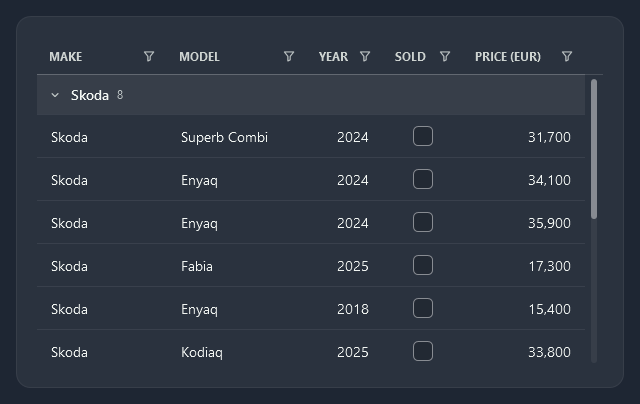 MAKE MODEL YEAR SOLD PRICE (EUR)
Skoda 8
Skoda Superb Combi 2024 31,700
Skoda Enyaq 2024 34,100
Skoda Enyaq 2024 35,900
Skoda Fabia 2025 17,300
Skoda Enyaq 2018 15,400
Skoda Kodiaq 2025 33,800